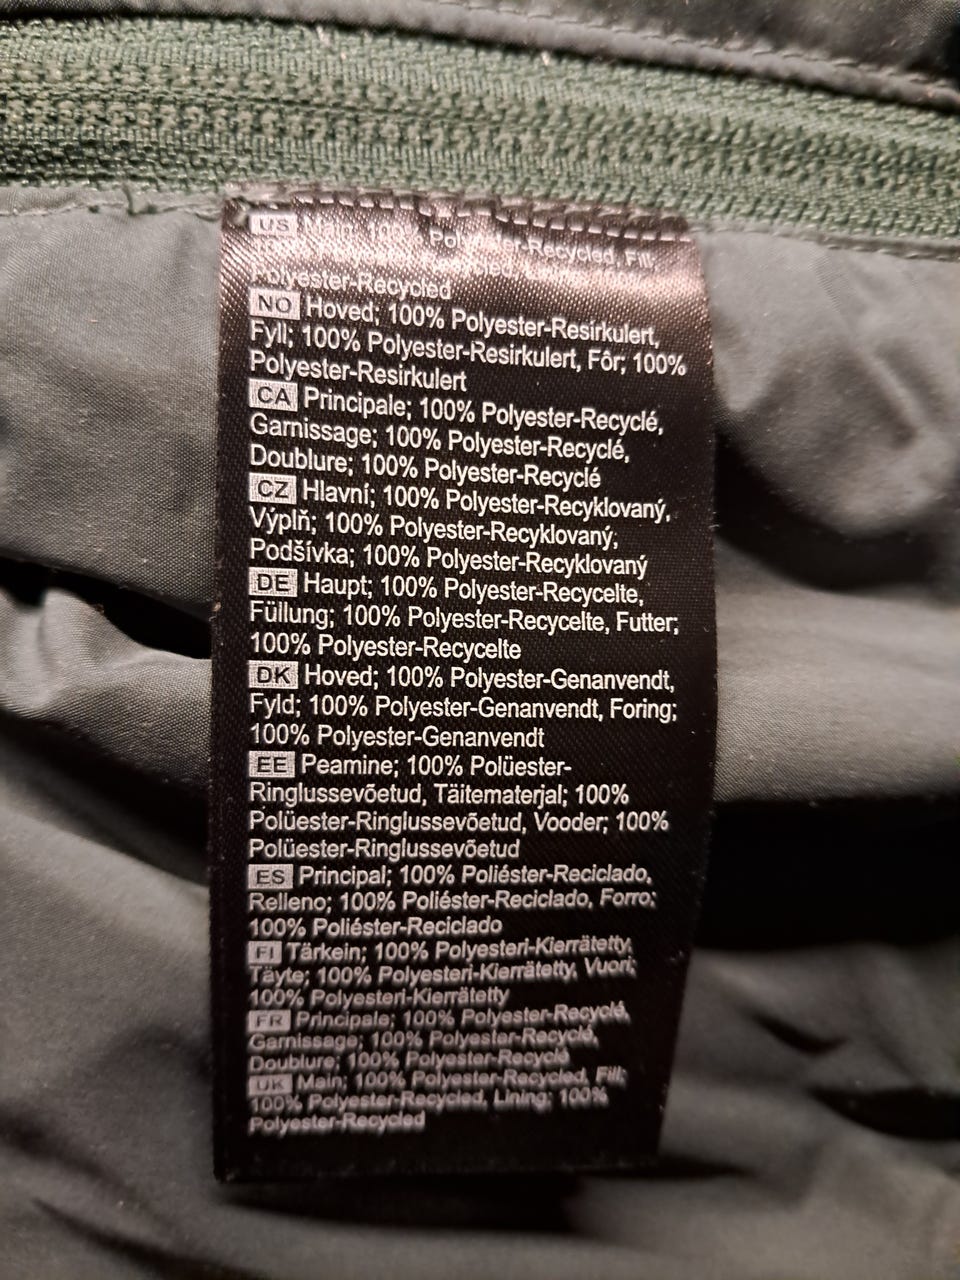 US Main; 100% Polyester-Recycled, Fill;
Polyester-Recycled
NO Hoved; 100% Polyester-Resirkulert,
Fyll; 100% Polyester-Resirkulert, Fôr; 100%
Polyester-Resirkulert
CA Principale; 100% Polyester-Recyclé,
Garnissage; 100% Polyester-Recyclé,
Doublure; 100% Polyester-Recyclé
CZ Hlavní; 100% Polyester-Recyklovaný,
Výplň; 100% Polyester-Recyklovaný;
Podšívka; 100% Polyester-Recyklovaný
DE Haupt; 100% Polyester-Recycelte,
Füllung; 100% Polyester-Recycelte, Futter;
100% Polyester-Recycelte
DK Hoved; 100% Polyester-Genanvendt,
Fyld; 100% Polyester-Genanvendt, Foring;
100% Polyester-Genanvendt
EE Peamine; 100% Polüester-
Ringlussevõetud, Täitematerjal; 100%
Polüester-Ringlussevõetud, Vooder; 100%
Polüester-Ringlussevõetud
ES Principal; 100% Poliéster-Reciclado,
Relleno; 100% Poliéster-Reciclado, Forro;
100% Poliéster-Reciclado
FI Tärkein; 100% Polyesteri-Kierrätetty,
Täyte; 100% Polyesteri-Kierrätetty, Vuori;
100% Polyesteri-Kierrätetty
FR Principale; 100% Polyester-Recyclé,
Garnissage; 100% Polyester-Recyclé,
Doublure; 100% Polyester-Recyclé
UK Main; 100% Polyester-Recycled, Fill;
100% Polyester-Recycled, Lining; 100%
Polyester-Recycled